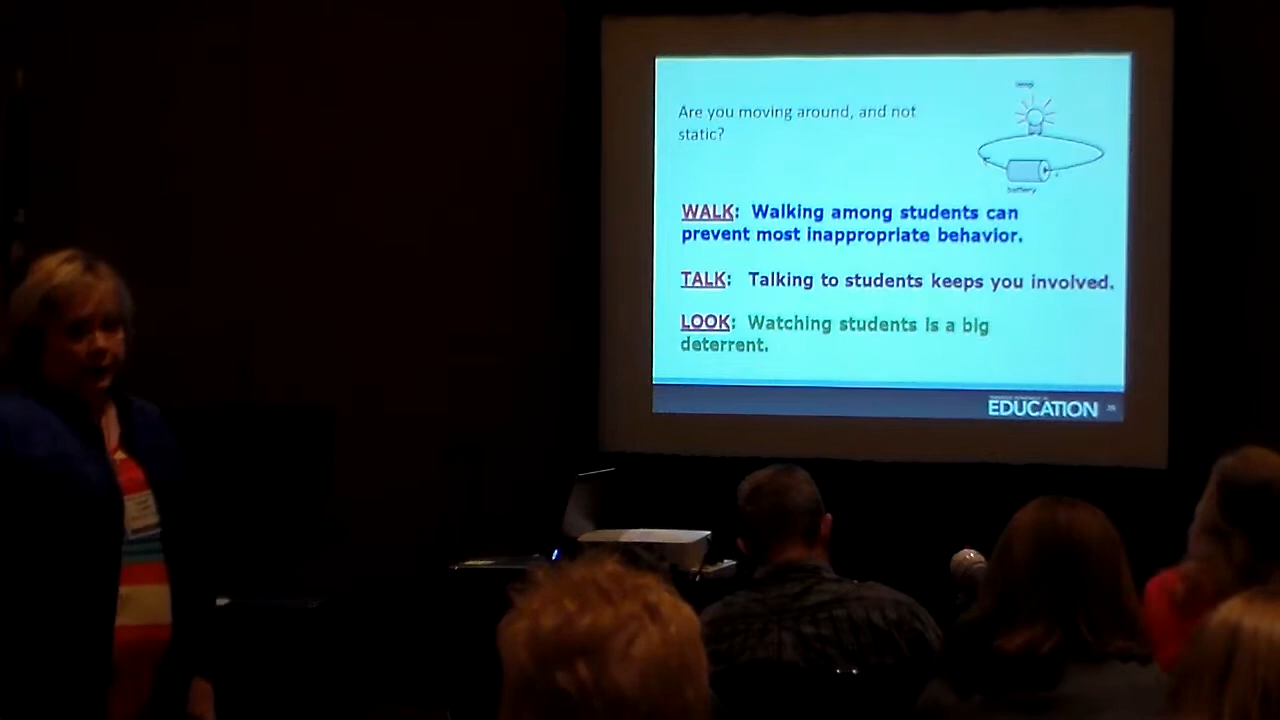 Are you moving around, and not
static?
battery
WALK: Walking among students can
prevent most inappropriate behavior.
TALK: Talking to students keeps you involved.
LOOK: Watching students is a big
deterrent.
EDUCATION